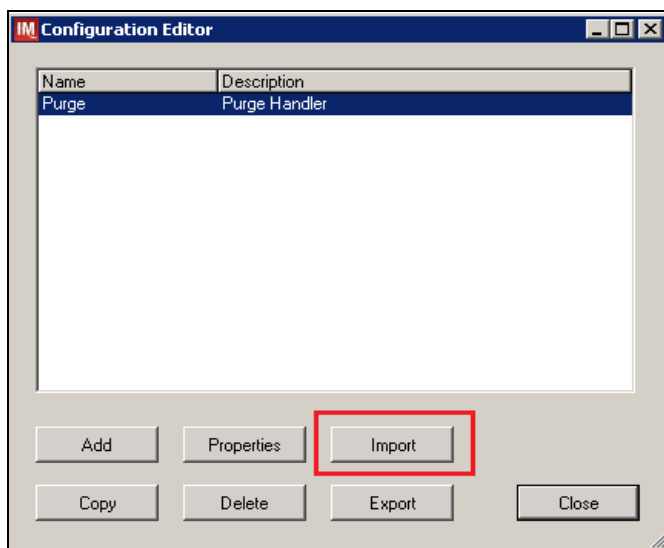 IM Configuration Editor
Name Description
Purge Purge Handler
Add Properties Import
Copy Delete Export Close